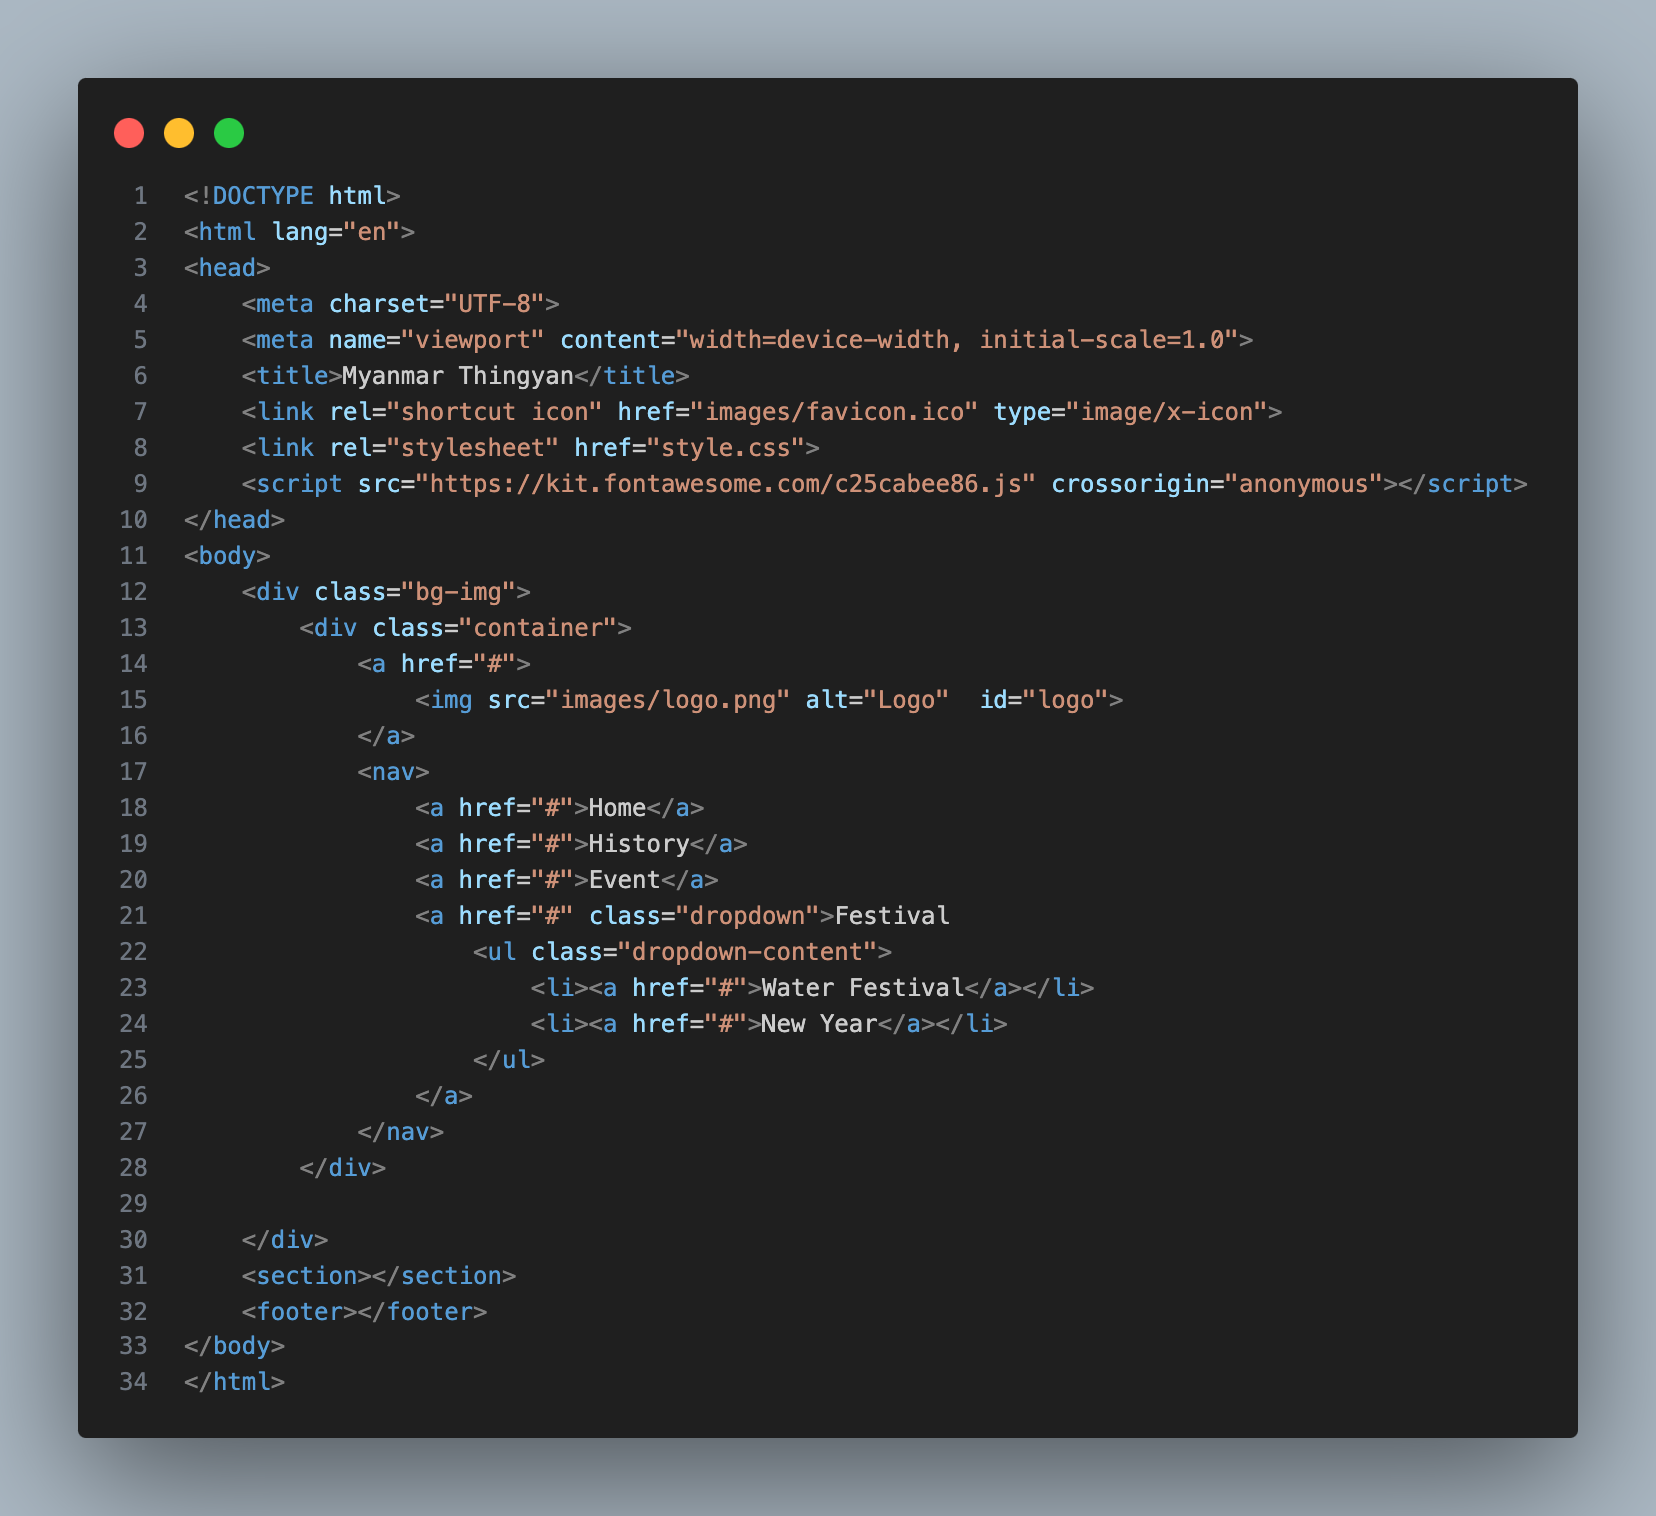 1 <!DOCTYPE html>
2 <html lang="en">
3 <head>
4     <meta charset="UTF-8">
5     <meta name="viewport" content="width=device-width, initial-scale=1.0">
6     <title>Myanmar Thingyan</title>
7     <link rel="shortcut icon" href="images/favicon.ico" type="image/x-icon">
8     <link rel="stylesheet" href="style.css">
9     <script src="https://kit.fontawesome.com/c25cabee86.js" crossorigin="anonymous"></script>
10 </head>
11 <body>
12     <div class="bg-img">
13         <div class="container">
14             <a href="#">
15                 <img src="images/logo.png" alt="Logo"  id="logo">
16             </a>
17             <nav>
18                 <a href="#">Home</a>
19                 <a href="#">History</a>
20                 <a href="#">Event</a>
21                 <a href="#" class="dropdown">Festival
22                     <ul class="dropdown-content">
23                         <li><a href="#">Water Festival</a></li>
24                         <li><a href="#">New Year</a></li>
25                     </ul>
26                 </a>
27             </nav>
28         </div>
29
30     </div>
31     <section></section>
32     <footer></footer>
33 </body>
34 </html>